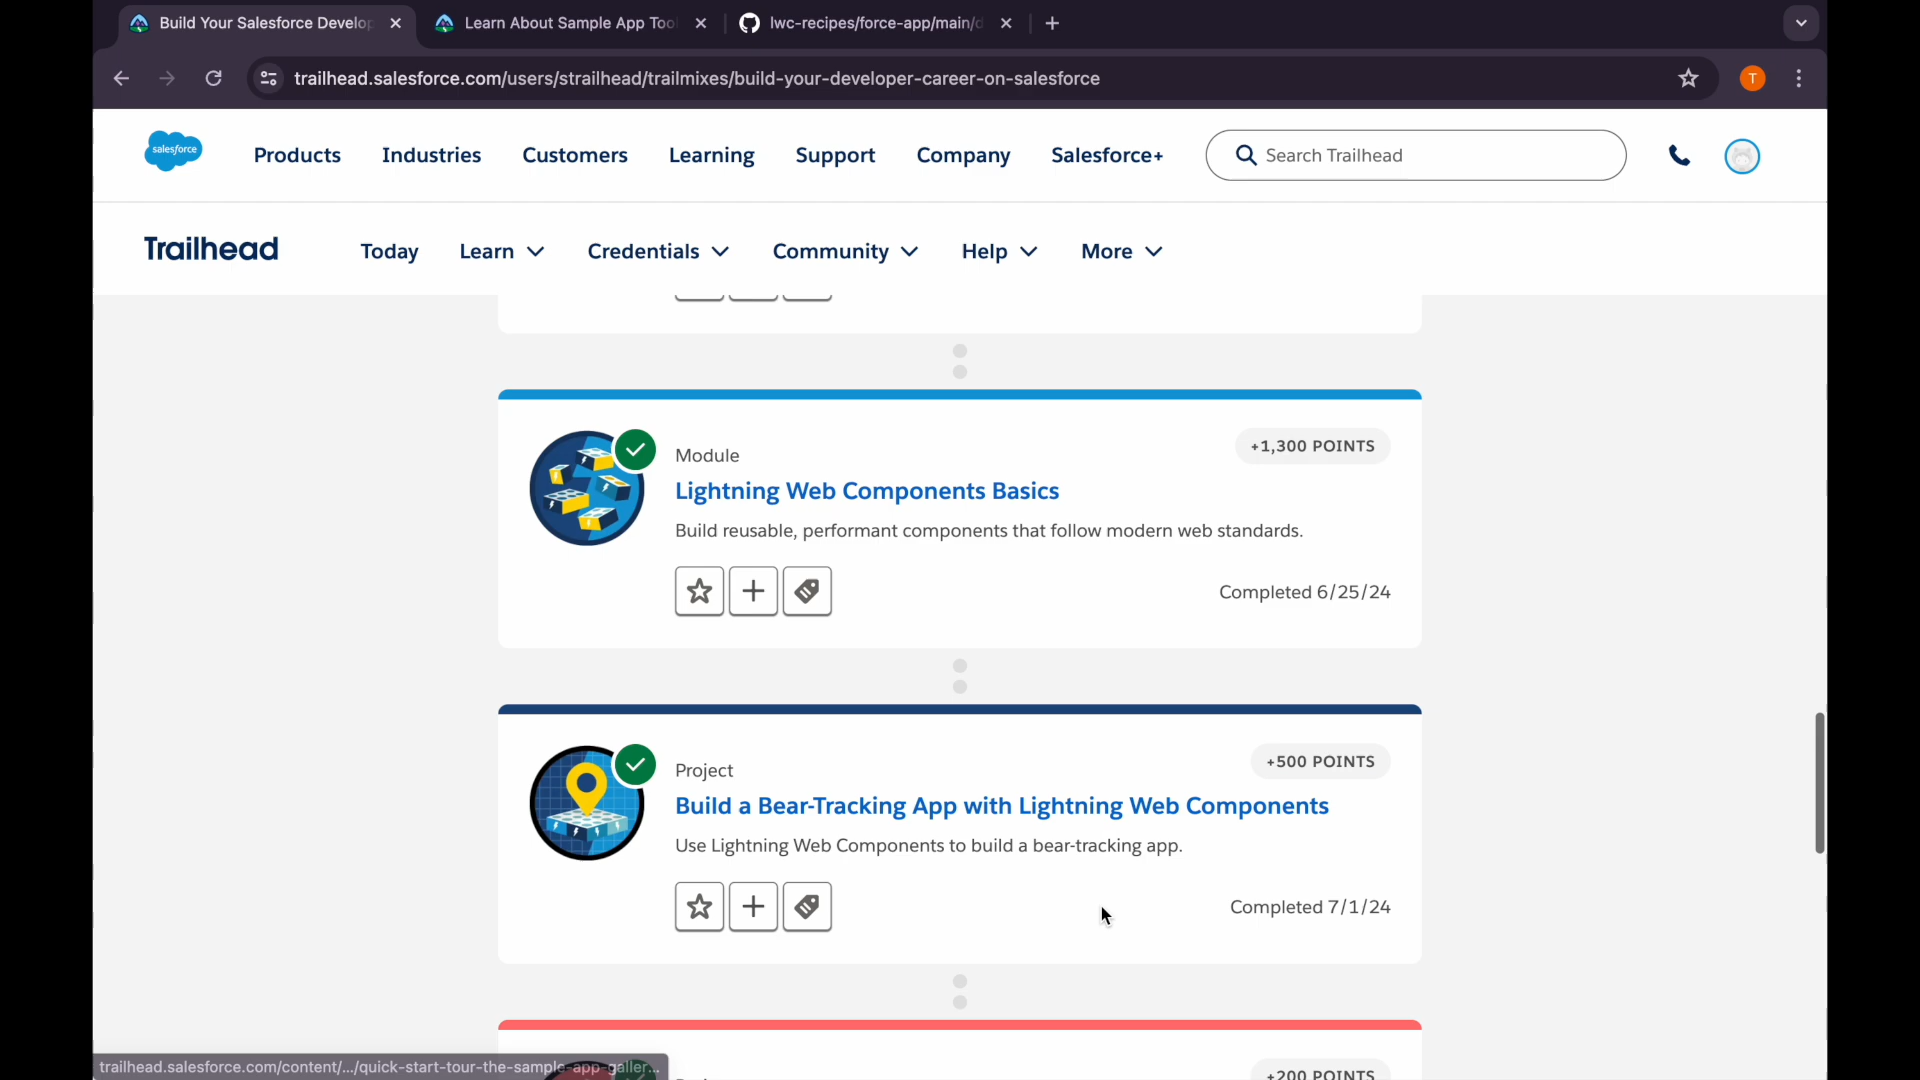 Build Your Salesforce Develop
Learn About Sample App Tool
lwc-recipes/force-app/main/d
trailhead.salesforce.com/users/strailhead/trailmixes/build-your-developer-career-on-salesforce
T
salesforce
Products
Industries
Customers
Learning
Support
Company
Salesforce+
Search Trailhead
Trailhead
Today
Learn
Credentials
Community
Help
More
Module
+1,300 POINTS
Lightning Web Components Basics
Build reusable, performant components that follow modern web standards.
Completed 6/25/24
Project
+500 POINTS
Build a Bear-Tracking App with Lightning Web Components
Use Lightning Web Components to build a bear-tracking app.
Completed 7/1/24
+200 POINTS
trailhead.salesforce.com/content/.../quick-start-tour-the-sample-app-galler...